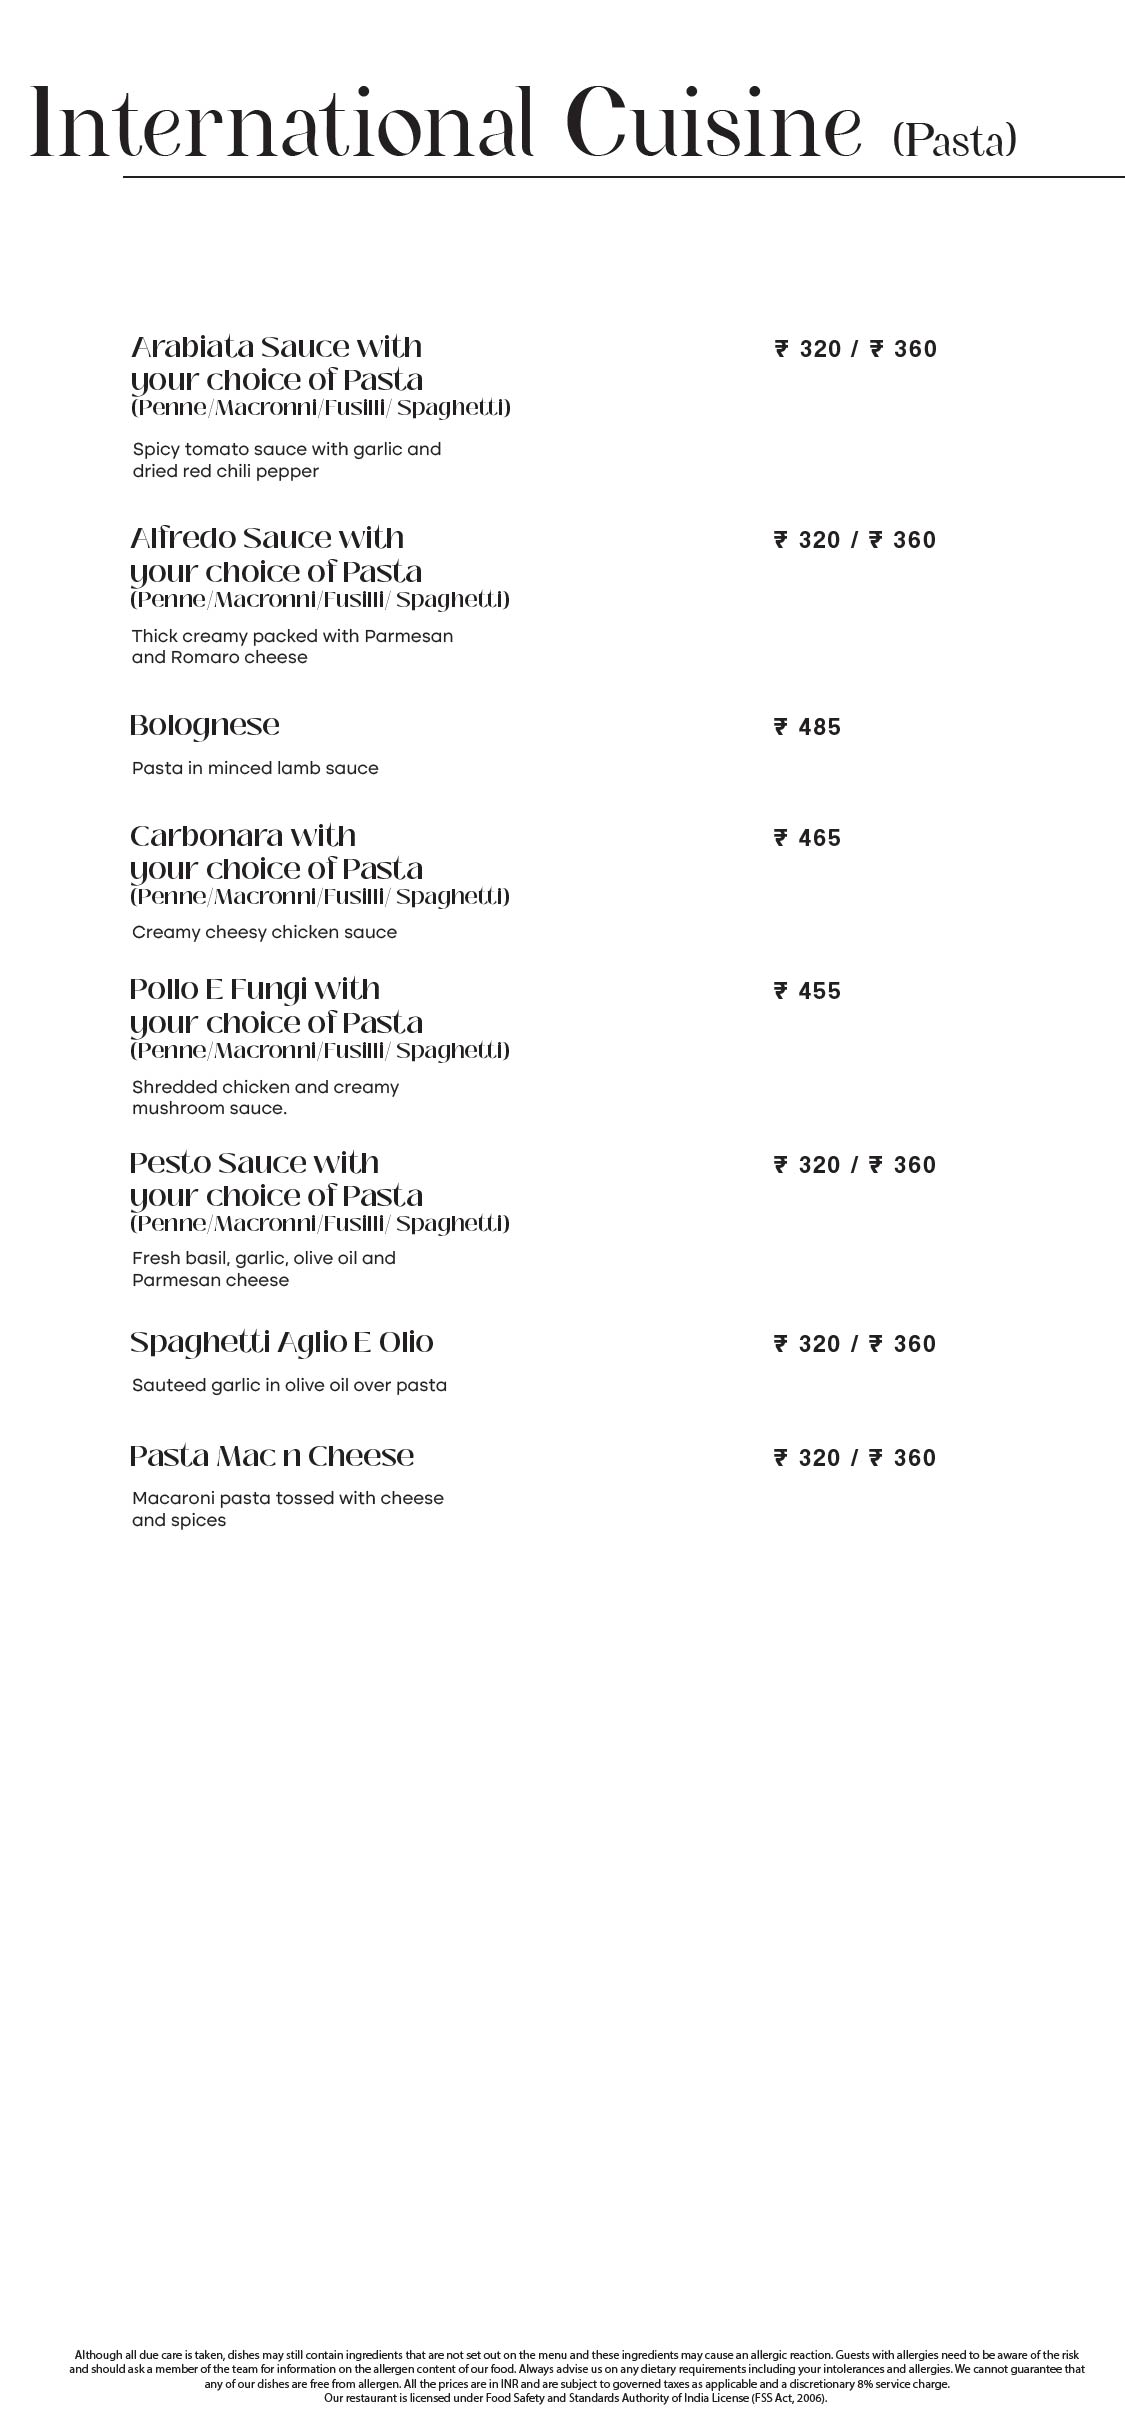 International Cuisine (Pasta)
Arabiata Sauce with ₹ 320 / ₹ 360
your choice of Pasta
(Penne/Macronni/Fusilli/ Spaghetti)
Spicy tomato sauce with garlic and
dried red chili pepper
Alfredo Sauce with ₹ 320 / ₹ 360
your choice of Pasta
(Penne/Macronni/Fusilli/ Spaghetti)
Thick creamy packed with Parmesan
and Romaro cheese
Bolognese ₹ 485
Pasta in minced lamb sauce
Carbonara with ₹ 465
your choice of Pasta
(Penne/Macronni/Fusilli/ Spaghetti)
Creamy cheesy chicken sauce
Pollo E Fungi with ₹ 455
your choice of Pasta
(Penne/Macronni/Fusilli/ Spaghetti)
Shredded chicken and creamy
mushroom sauce.
Pesto Sauce with ₹ 320 / ₹ 360
your choice of Pasta
(Penne/Macronni/Fusilli/ Spaghetti)
Fresh basil, garlic, olive oil and
Parmesan cheese
Spaghetti Aglio E Olio ₹ 320 / ₹ 360
Sauteed garlic in olive oil over pasta
Pasta Mac n Cheese ₹ 320 / ₹ 360
Macaroni pasta tossed with cheese
and spices
Although all due care is taken, dishes may still contain ingredients that are not set out on the menu and these ingredients may cause an allergic reaction. Guests with allergies need to be aware of the risk
and should ask a member of the team for information on the allergen content of our food. Always advise us on any dietary requirements including your intolerances and allergies. We cannot guarantee that
any of our dishes are free from allergen. All the prices are in INR and are subject to governed taxes as applicable and a discretionary 8% service charge.
Our restaurant is licensed under Food Safety and Standards Authority of India License (FSS Act, 2006).